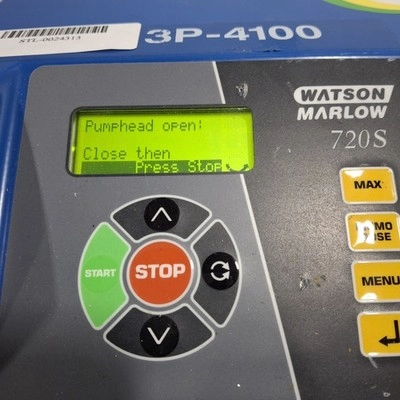 STL-0024313
3P-4100
WATSON
MARLOW
720S
Pumphead open!
Close then
Press Stop
MAX
START
STOP
MENU